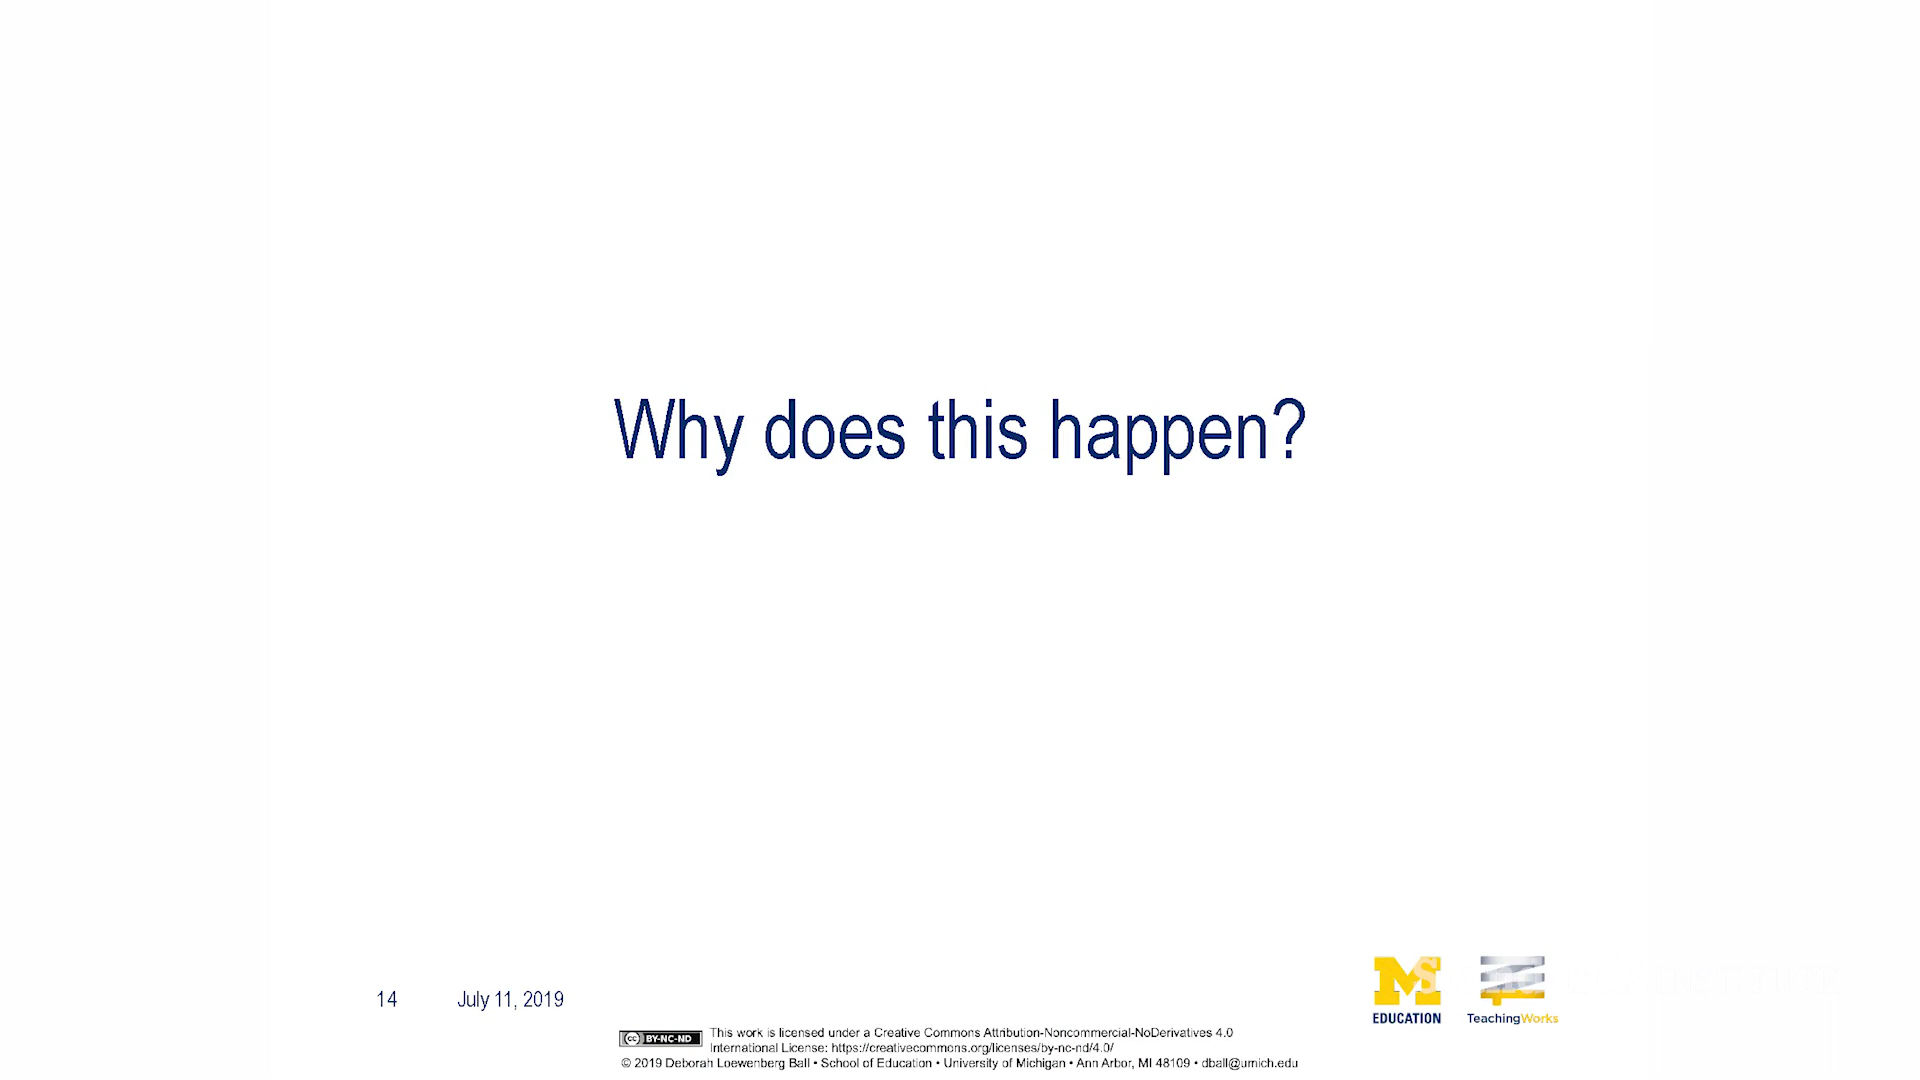 Why does this happen?
14 July 11, 2019
M
EDUCATION
TeachingWorks
cc BY-NC-ND
This work is licensed under a Creative Commons Attribution-Noncommercial-NoDerivatives 4.0
International License: https://creativecommons.org/licenses/by-nc-nd/4.0/
© 2019 Deborah Loewenberg Ball • School of Education • University of Michigan • Ann Arbor, MI 48109 • dball@umich.edu